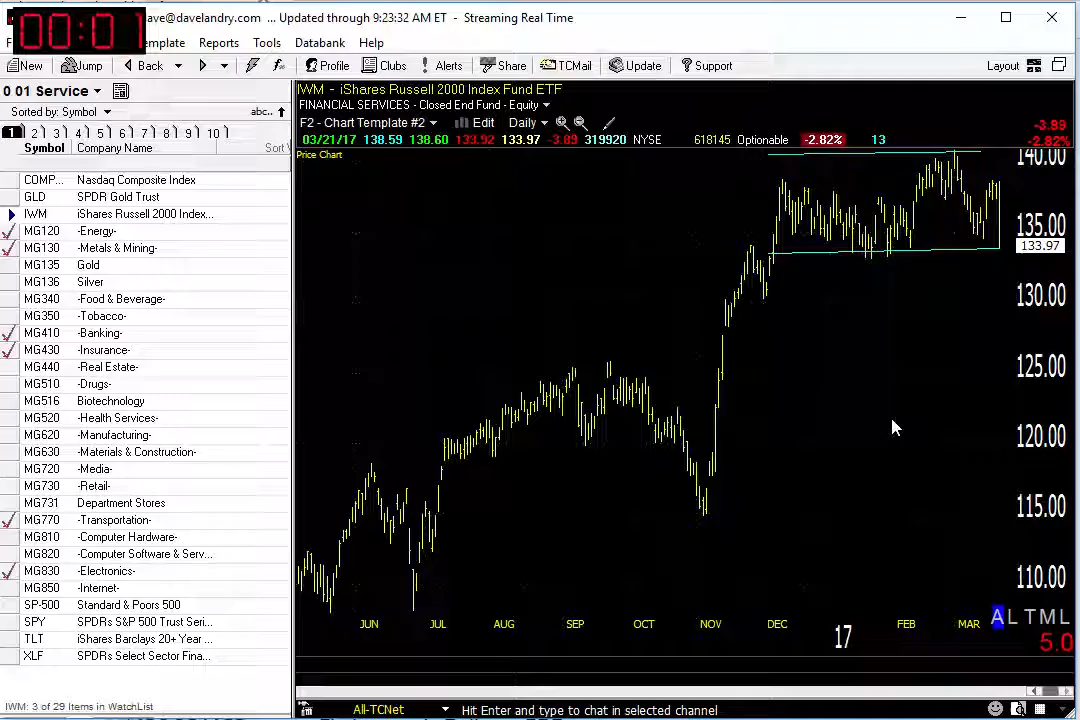 00:01 ave@davelandry.com ... Updated through 9:23:32 AM ET - Streaming Real Time
emplate Reports Tools Databank Help
New Jump Back Profile Clubs Alerts Share TCMail Update Support Layout
0 01 Service
Sorted by: Symbol abc..
1 2 3 4 5 6 7 8 9 10
Symbol Company Name Sort
COMP... Nasdaq Composite Index
GLD SPDR Gold Trust
IWM iShares Russell 2000 Index...
MG120 -Energy-
MG130 -Metals & Mining-
MG135 Gold
MG136 Silver
MG340 -Food & Beverage-
MG350 -Tobacco-
MG410 -Banking-
MG430 -Insurance-
MG440 -Real Estate-
MG510 -Drugs-
MG516 Biotechnology
MG520 -Health Services-
MG620 -Manufacturing-
MG630 -Materials & Construction-
MG720 -Media-
MG730 -Retail-
MG731 Department Stores
MG770 -Transportation-
MG810 -Computer Hardware-
MG820 -Computer Software & Serv...
MG830 -Electronics-
MG850 -Internet-
SP-500 Standard & Poors 500
SPY SPDRs S&P 500 Trust Seri...
TLT iShares Barclays 20+ Year ...
XLF SPDRs Select Sector Fina...
IWM: 3 of 29 Items in WatchList
IWM - iShares Russell 2000 Index Fund ETF
FINANCIAL SERVICES - Closed End Fund - Equity
F2 - Chart Template #2 Edit Daily
03/21/17 138.59 138.60 133.92 133.97 -3.89 319920 NYSE 618145 Optionable -2.82% 13
-3.89
-2.82%
Price Chart
140.00
135.00
133.97
130.00
125.00
120.00
115.00
110.00
JUN JUL AUG SEP OCT NOV DEC 17 FEB MAR
A L T M L
5.0
All-TCNet Hit Enter and type to chat in selected channel